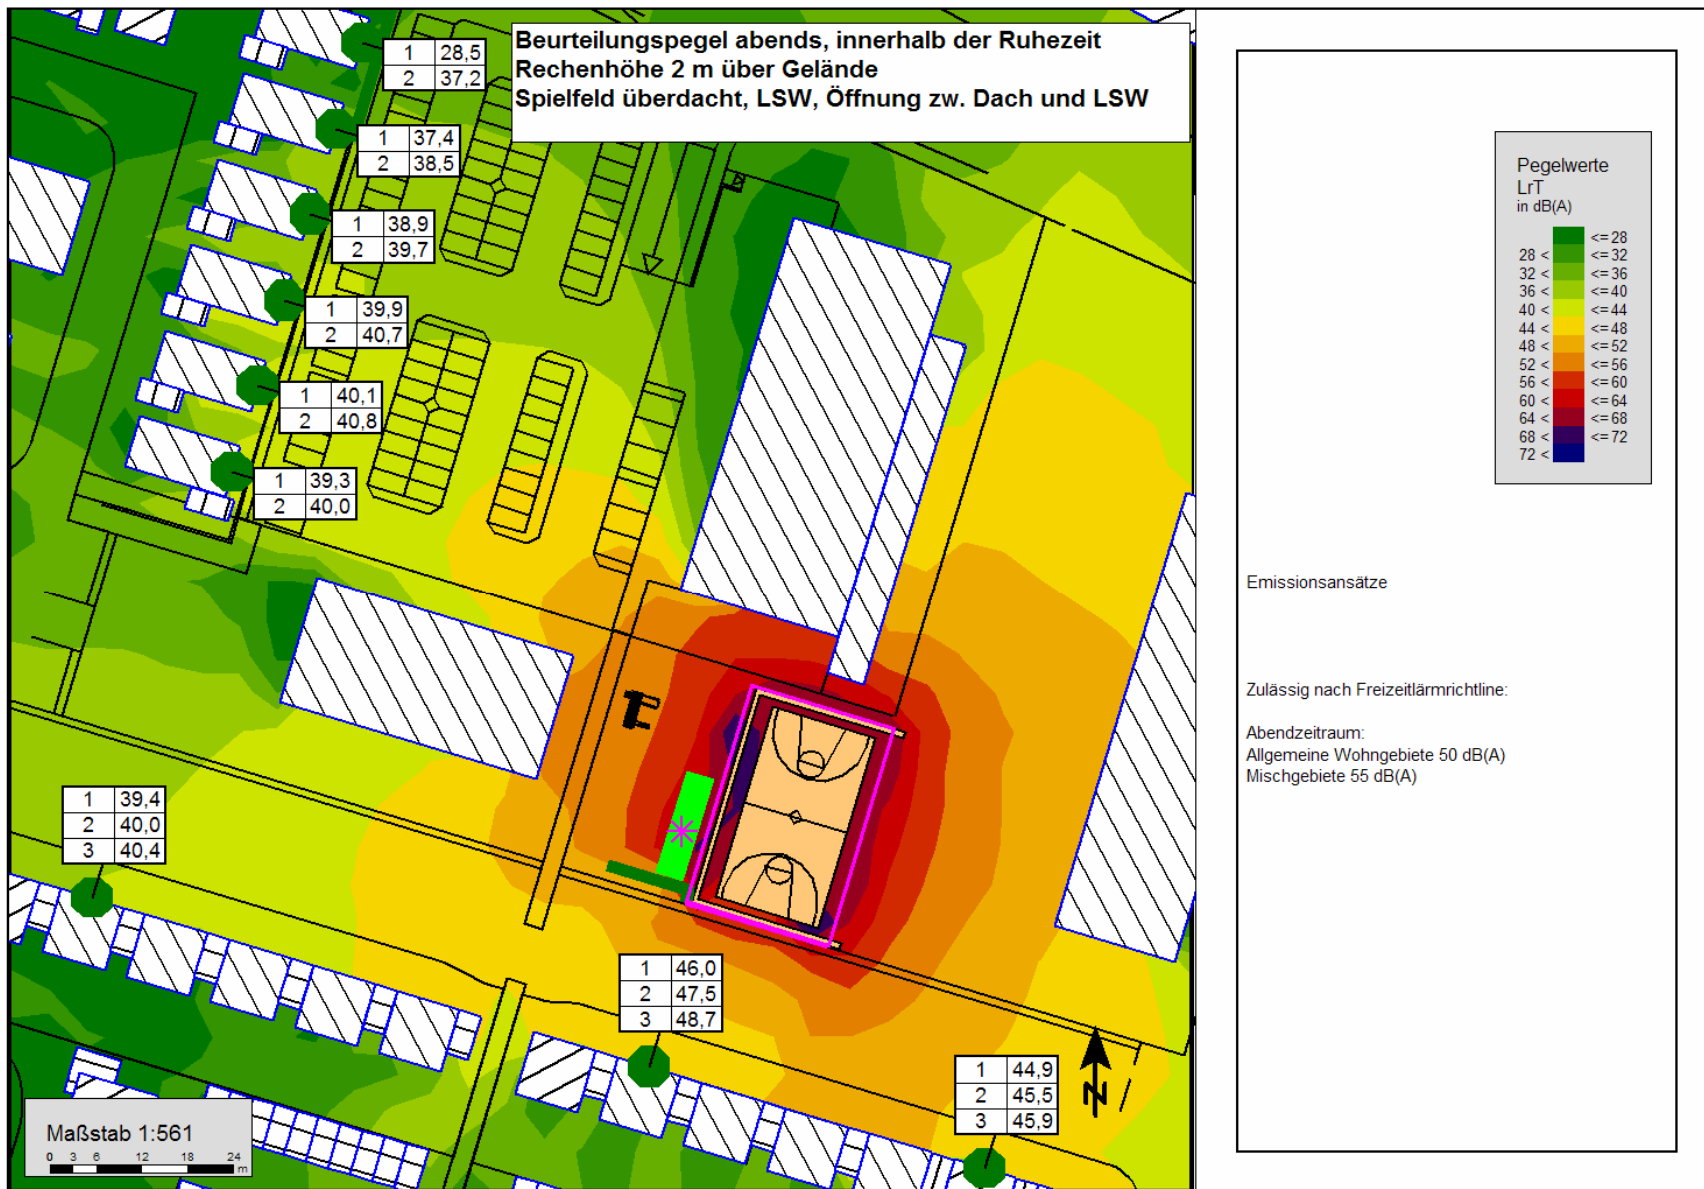 Beurteilungspegel abends, innerhalb der Ruhezeit
Rechenhöhe 2 m über Gelände
Spielfeld überdacht, LSW, Öffnung zw. Dach und LSW
1 28,5
2 37,2
1 37,4
2 38,5
1 38,9
2 39,7
1 39,9
2 40,7
1 40,1
2 40,8
1 39,3
2 40,0
1 39,4
2 40,0
3 40,4
1 46,0
2 47,5
3 48,7
1 44,9
2 45,5
3 45,9
N
Maßstab 1:561
0 3 6 12 18 24
m
Pegelwerte
LrT
in dB(A)
<=28
28 < <=32
32 < <=36
36 < <=40
40 < <=44
44 < <=48
48 < <=52
52 < <=56
56 < <=60
60 < <=64
64 < <=68
68 < <=72
72 <
Emissionsansätze
Zulässig nach Freizeitlärmrichtline:
Abendzeitraum:
Allgemeine Wohngebiete 50 dB(A)
Mischgebiete 55 dB(A)